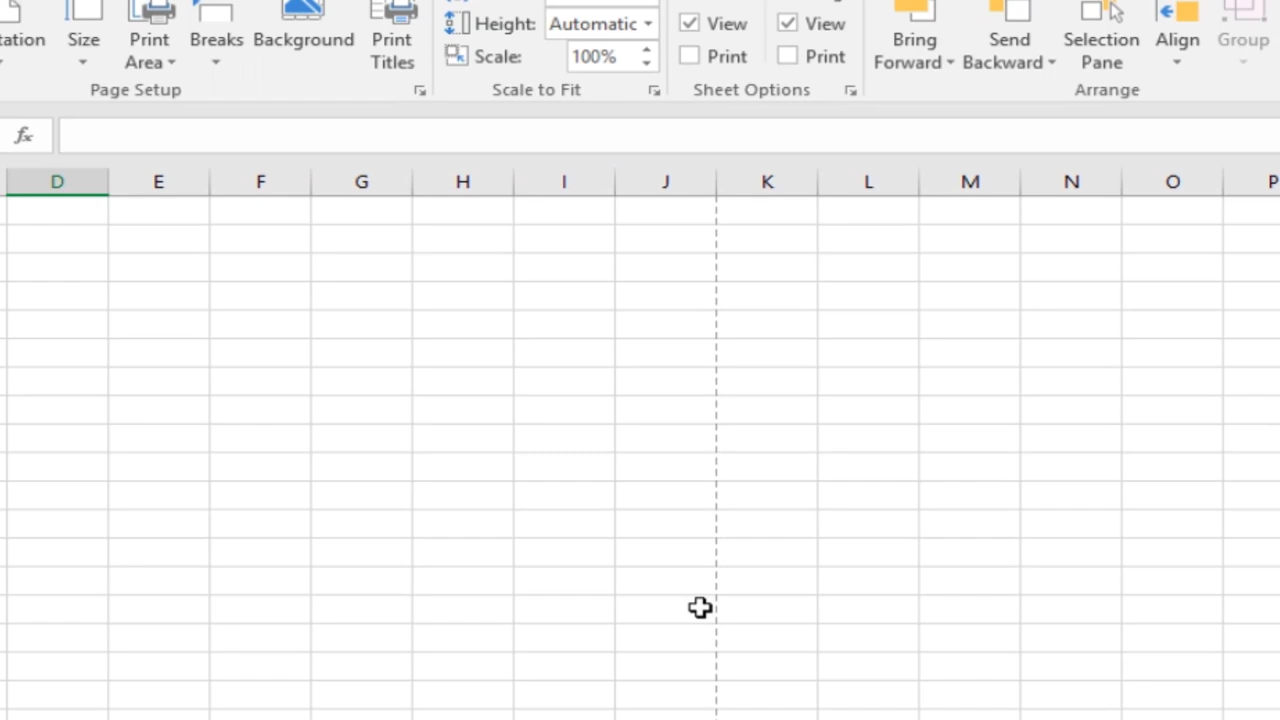 tation Size Print Area Breaks Background Print Titles
Page Setup
Height: Automatic
Scale: 100%
Scale to Fit
View View
Print Print
Sheet Options
Bring Forward Send Backward Selection Pane Align Group
Arrange
fx
D E F G H I J K L M N O P